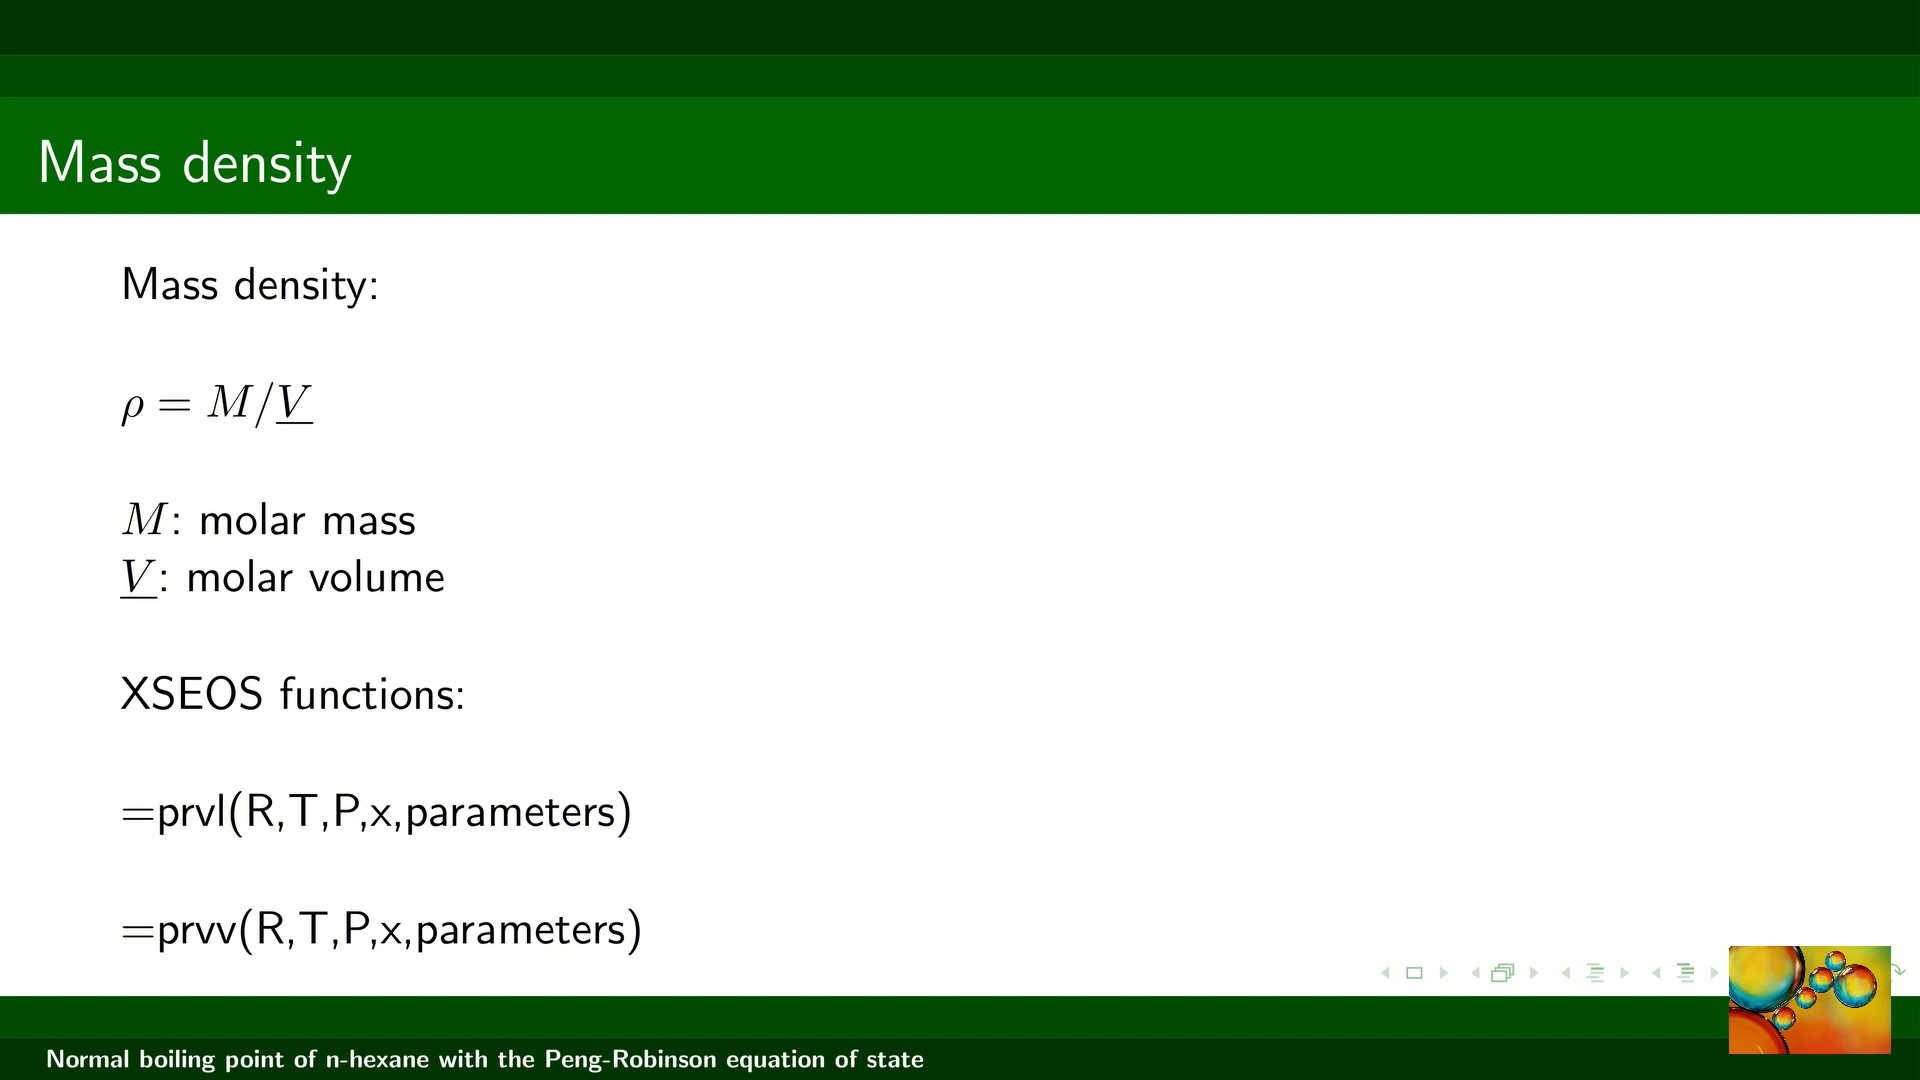 Mass density
Mass density:
ρ = M/V̲
M: molar mass
V̲: molar volume
XSEOS functions:
=prvl(R,T,P,x,parameters)
=prvv(R,T,P,x,parameters)
Normal boiling point of n-hexane with the Peng-Robinson equation of state